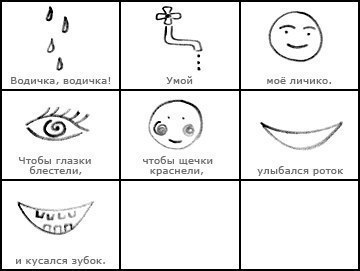 Водичка, водичка!
Умой
моё личико.
Чтобы глазки
блестели,
чтобы щечки
краснели,
улыбался роток
и кусался зубок.